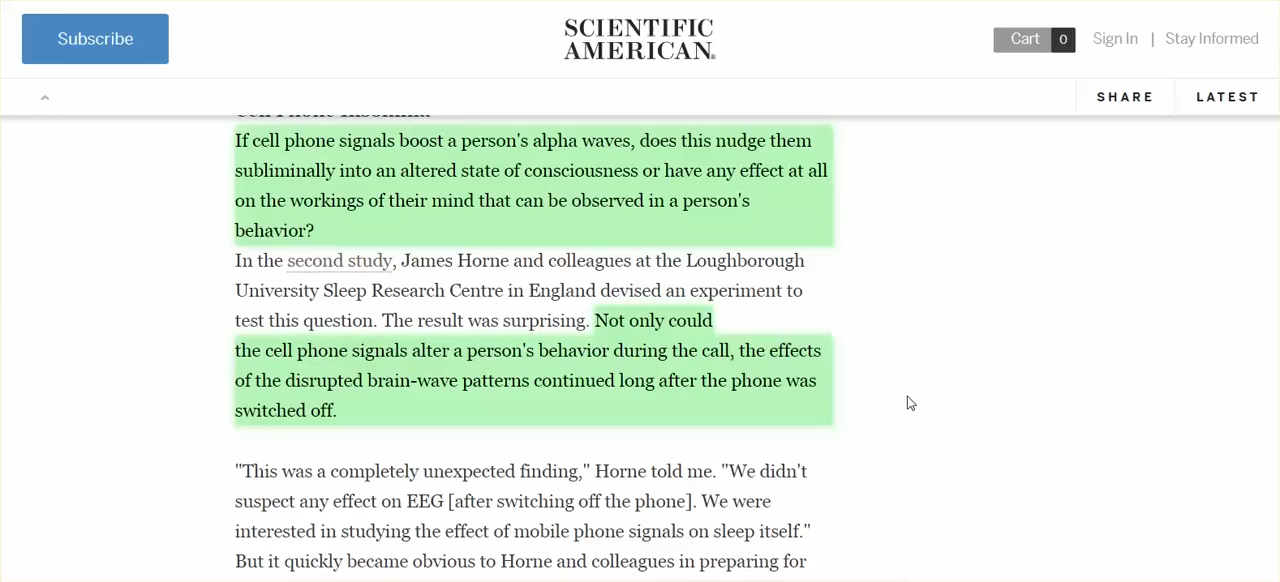 Subscribe
SCIENTIFIC
AMERICAN®
Cart 0
Sign In | Stay Informed
SHARE
LATEST
Cell Phone Insomnia
If cell phone signals boost a person's alpha waves, does this nudge them
subliminally into an altered state of consciousness or have any effect at all
on the workings of their mind that can be observed in a person's
behavior?
In the second study, James Horne and colleagues at the Loughborough
University Sleep Research Centre in England devised an experiment to
test this question. The result was surprising. Not only could
the cell phone signals alter a person's behavior during the call, the effects
of the disrupted brain-wave patterns continued long after the phone was
switched off.
"This was a completely unexpected finding," Horne told me. "We didn't
suspect any effect on EEG [after switching off the phone]. We were
interested in studying the effect of mobile phone signals on sleep itself."
But it quickly became obvious to Horne and colleagues in preparing for